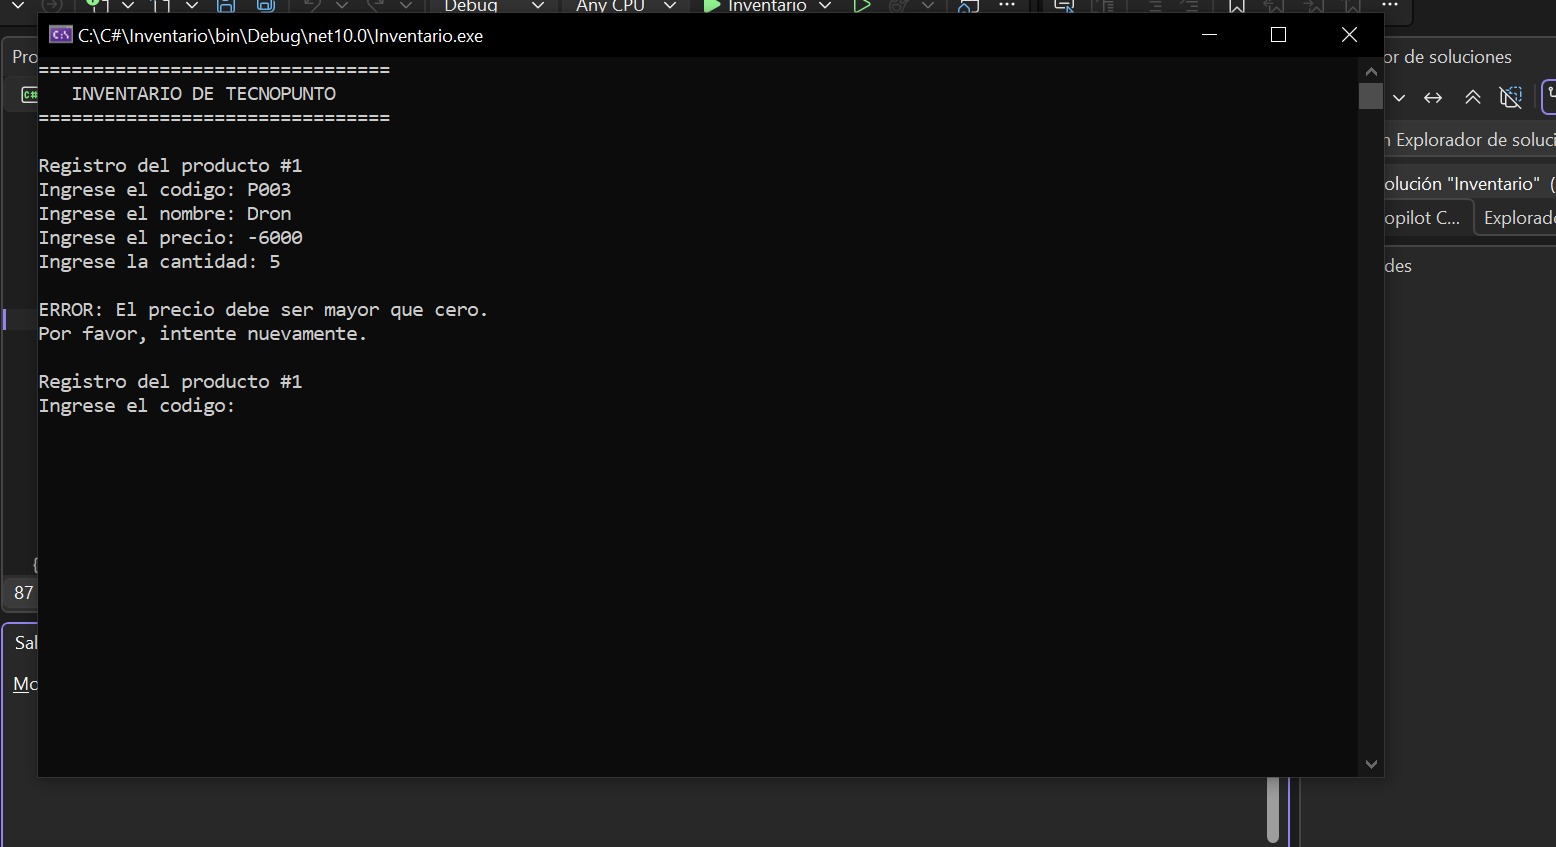 Debug
Any CPU
Inventario
C:\C#\Inventario\bin\Debug\net10.0\Inventario.exe
===============================
INVENTARIO DE TECNOPUNTO
===============================
Registro del producto #1
Ingrese el codigo: P003
Ingrese el nombre: Dron
Ingrese el precio: -6000
Ingrese la cantidad: 5
ERROR: El precio debe ser mayor que cero.
Por favor, intente nuevamente.
Registro del producto #1
Ingrese el codigo:
Pro
C#
{
87
Sal
Mo
or de soluciones
n Explorador de soluci
olución "Inventario" (
opilot C...
Explorado
des